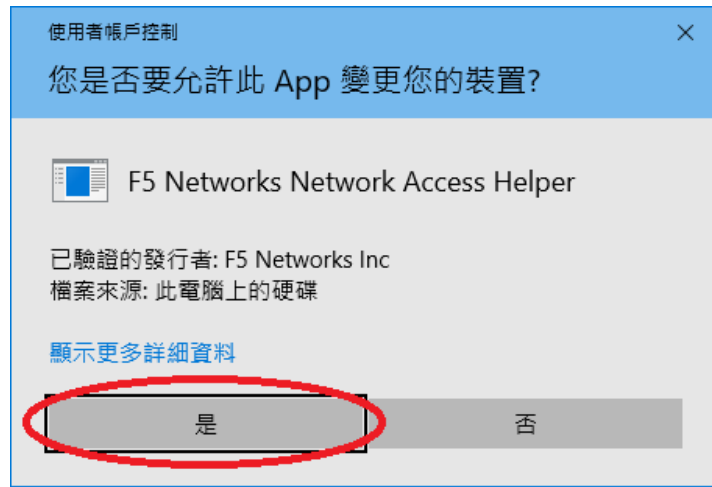 使用者帳戶控制
您是否要允許此 App 變更您的裝置?
F5 Networks Network Access Helper
已驗證的發行者: F5 Networks Inc
檔案來源: 此電腦上的硬碟
顯示更多詳細資料
是
否